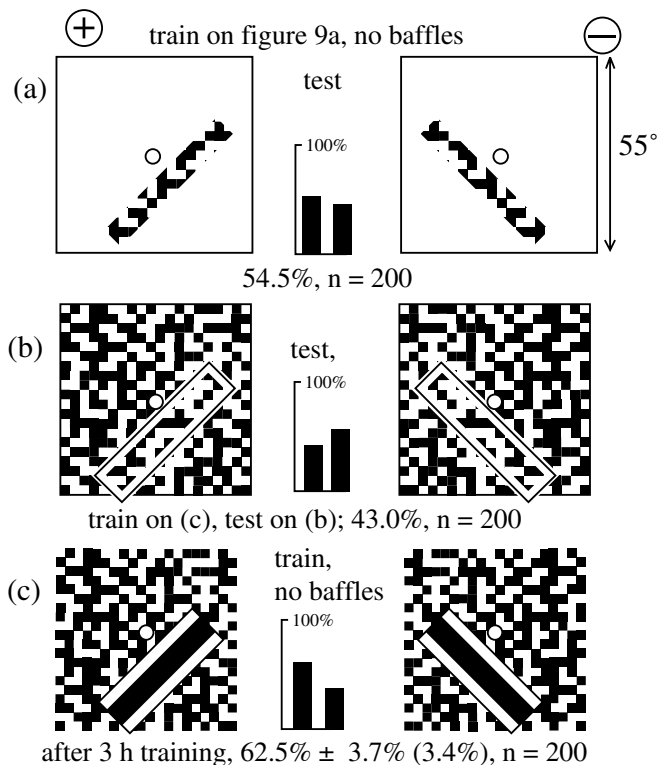 + train on figure 9a, no baffles −
(a) test
100%
55°
54.5%, n = 200
(b) test,
100%
train on (c), test on (b); 43.0%, n = 200
train,
(c) no baffles
100%
after 3 h training, 62.5% ± 3.7% (3.4%), n = 200